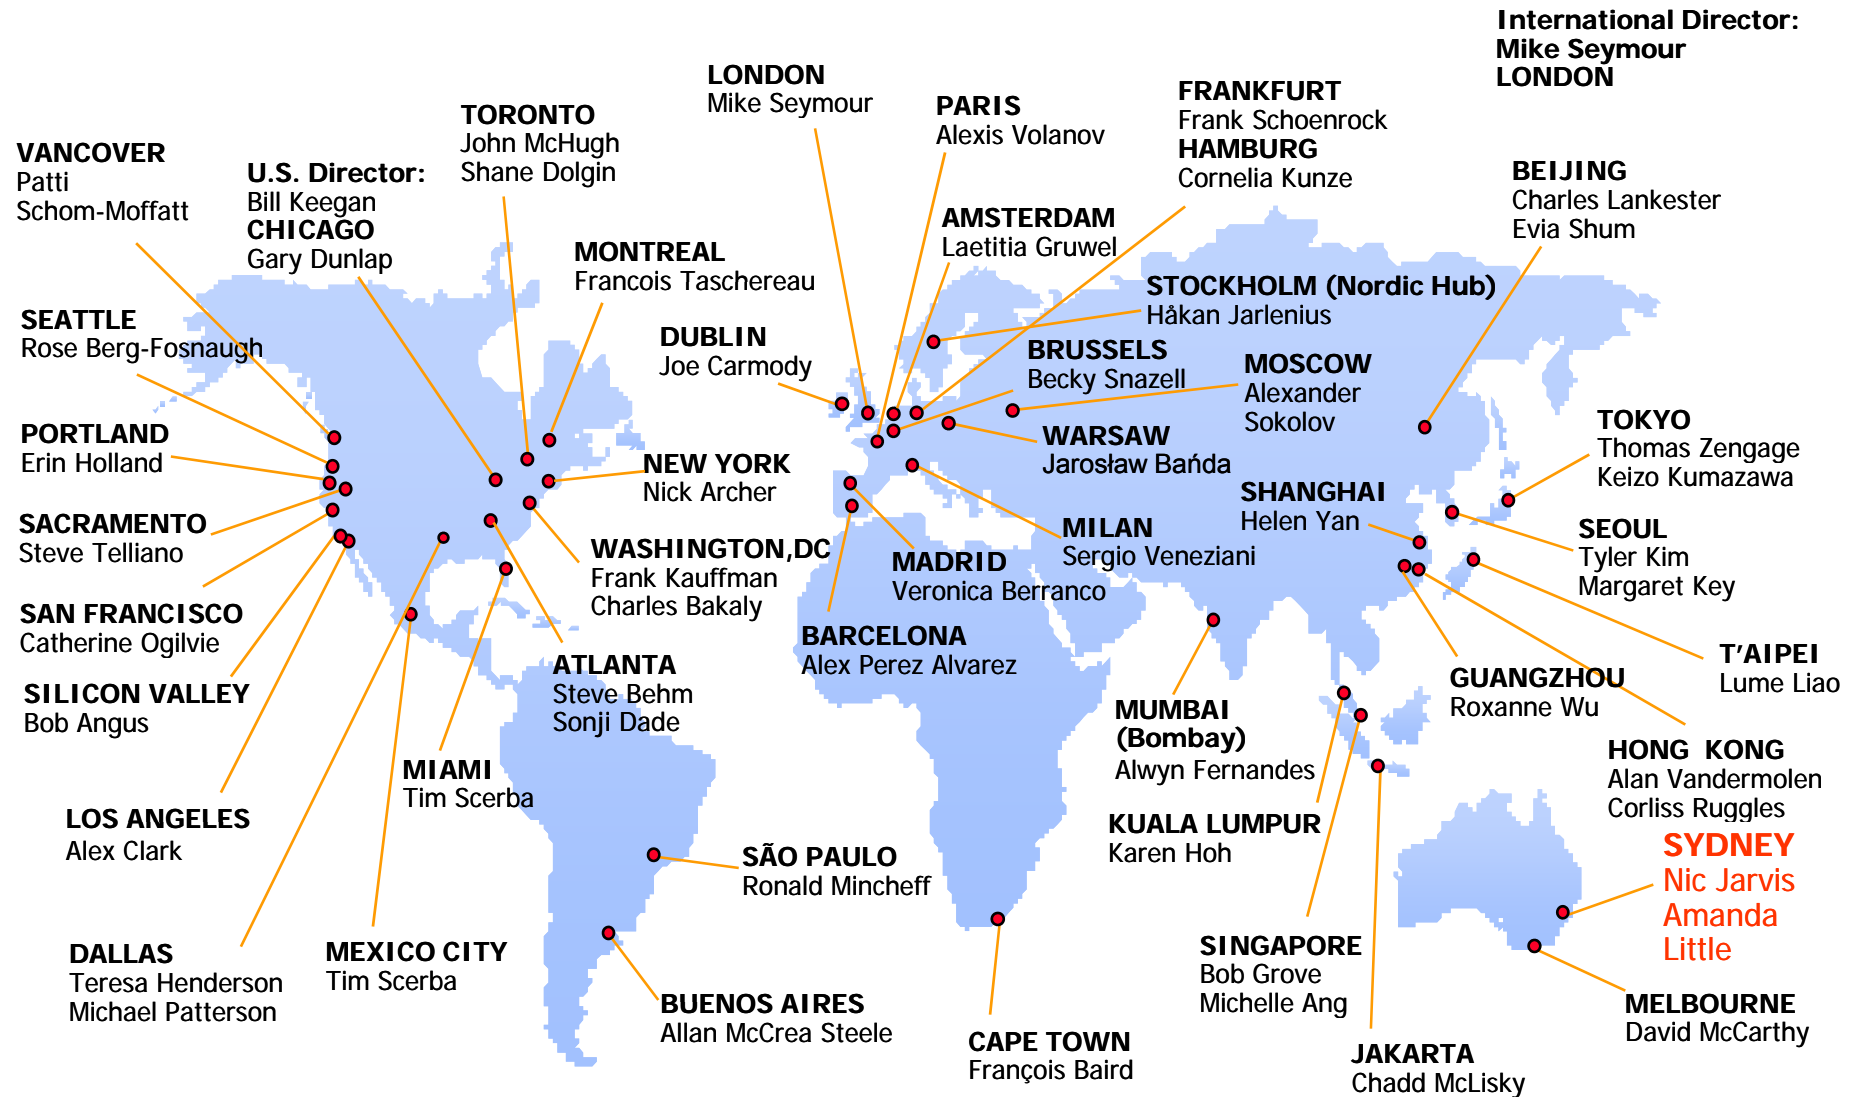 International Director:
Mike Seymour
LONDON
LONDON
Mike Seymour
PARIS
Alexis Volanov
FRANKFURT
Frank Schoenrock
HAMBURG
Cornelia Kunze
TORONTO
John McHugh
Shane Dolgin
VANCOVER
Patti
Schom-Moffatt
U.S. Director:
Bill Keegan
CHICAGO
Gary Dunlap
BEIJING
Charles Lankester
Evia Shum
AMSTERDAM
Laetitia Gruwel
MONTREAL
Francois Taschereau
STOCKHOLM (Nordic Hub)
Håkan Jarlenius
SEATTLE
Rose Berg-Fosnaugh
DUBLIN
Joe Carmody
BRUSSELS
Becky Snazell
MOSCOW
Alexander
Sokolov
TOKYO
Thomas Zengage
Keizo Kumazawa
PORTLAND
Erin Holland
WARSAW
Jarosław Bańda
NEW YORK
Nick Archer
SHANGHAI
Helen Yan
SACRAMENTO
Steve Telliano
MILAN
Sergio Veneziani
SEOUL
Tyler Kim
Margaret Key
WASHINGTON,DC
Frank Kauffman
Charles Bakaly
MADRID
Veronica Berranco
SAN FRANCISCO
Catherine Ogilvie
BARCELONA
Alex Perez Alvarez
T'AIPEI
Lume Liao
ATLANTA
Steve Behm
Sonji Dade
GUANGZHOU
Roxanne Wu
SILICON VALLEY
Bob Angus
MUMBAI
(Bombay)
Alwyn Fernandes
HONG KONG
Alan Vandermolen
Corliss Ruggles
MIAMI
Tim Scerba
LOS ANGELES
Alex Clark
KUALA LUMPUR
Karen Hoh
SYDNEY
Nic Jarvis
Amanda
Little
SÃO PAULO
Ronald Mincheff
DALLAS
Teresa Henderson
Michael Patterson
MEXICO CITY
Tim Scerba
SINGAPORE
Bob Grove
Michelle Ang
BUENOS AIRES
Allan McCrea Steele
MELBOURNE
David McCarthy
CAPE TOWN
François Baird
JAKARTA
Chadd McLisky